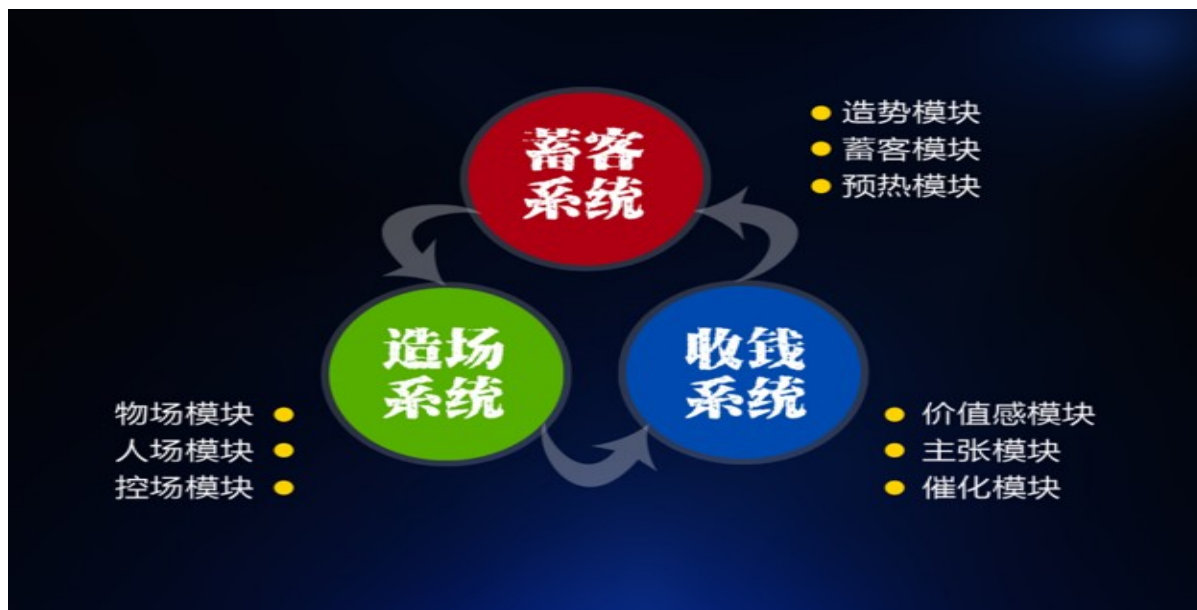 蓄客
系统
造势模块
蓄客模块
预热模块
造场
系统
物场模块
人场模块
控场模块
收钱
系统
价值感模块
主张模块
催化模块